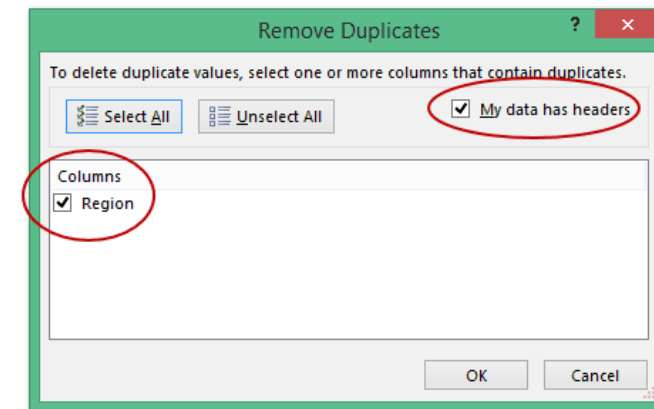 Remove Duplicates
?
×
To delete duplicate values, select one or more columns that contain duplicates.
Select All
Unselect All
My data has headers
Columns
Region
OK
Cancel